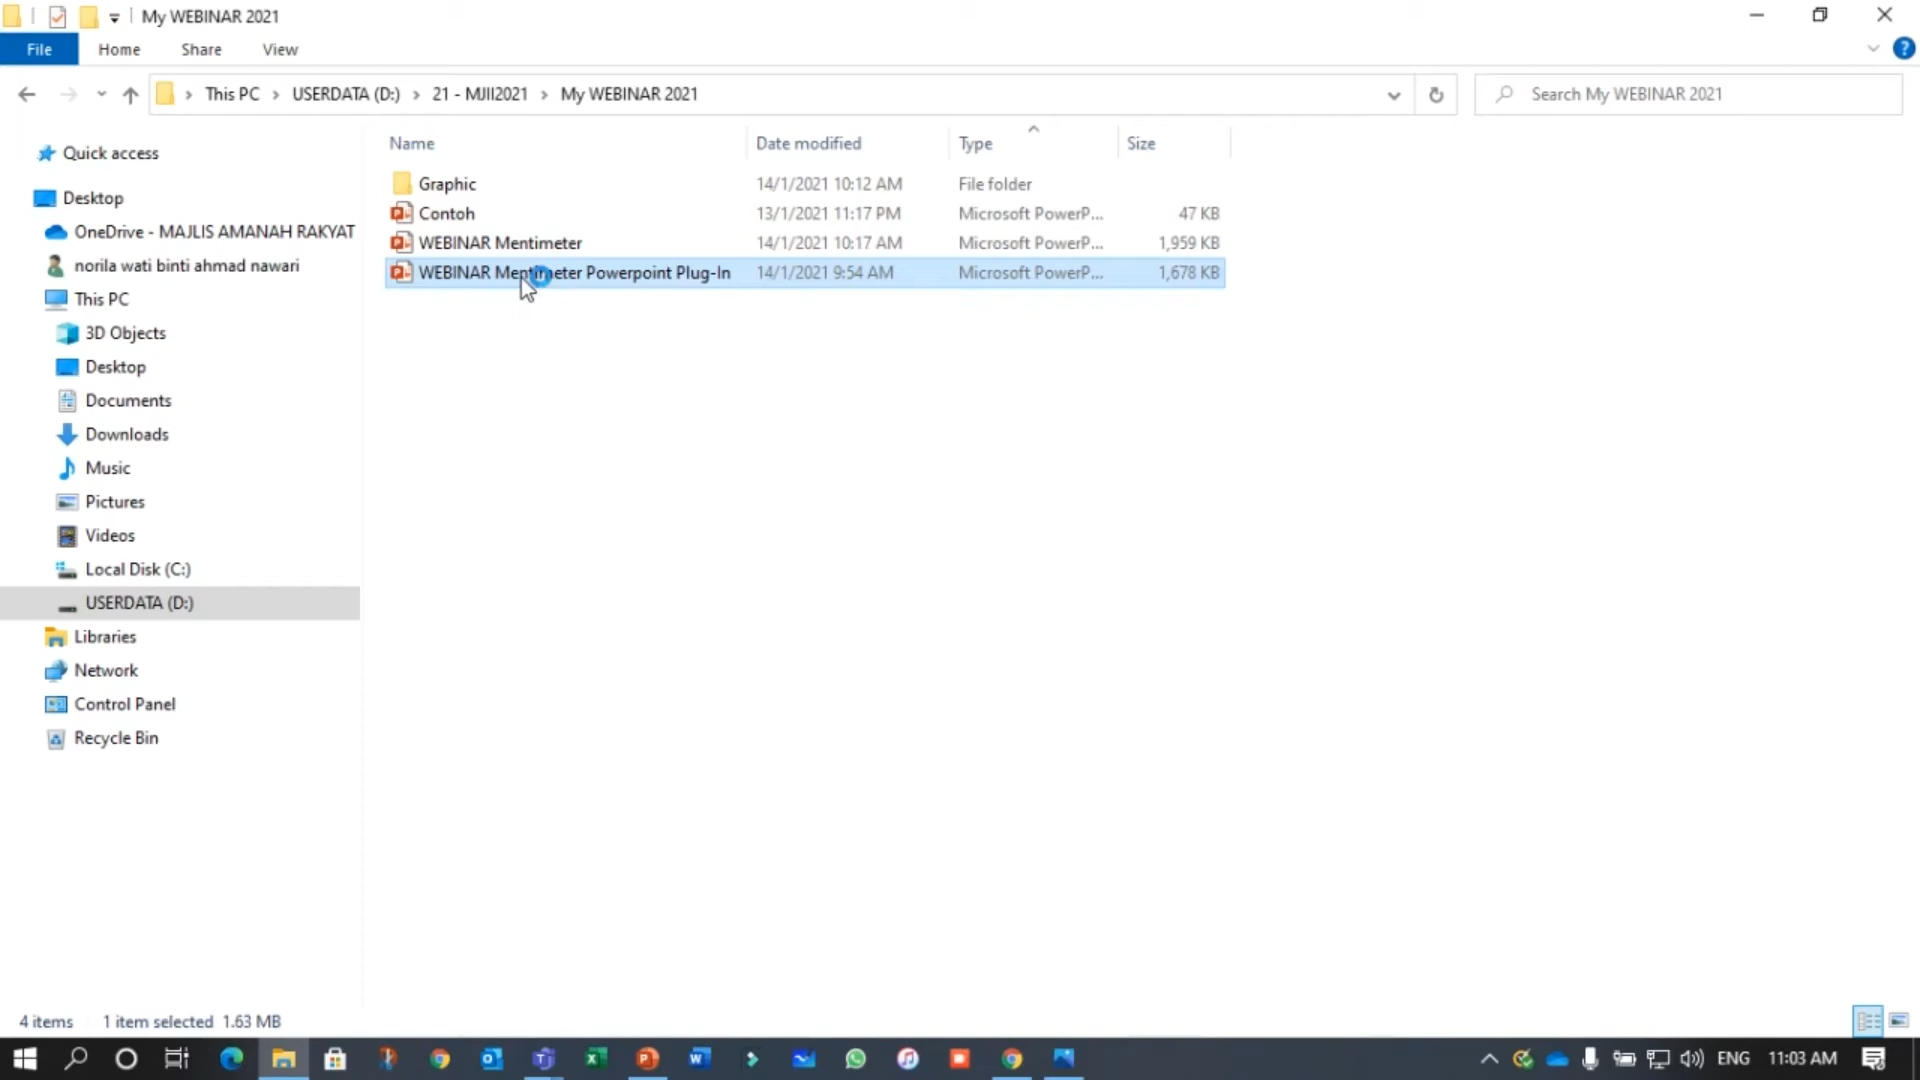 My WEBINAR 2021
File Home Share View
This PC > USERDATA (D:) > 21 - MJII2021 > My WEBINAR 2021
Search My WEBINAR 2021
Name Date modified Type Size
Graphic 14/1/2021 10:12 AM File folder
Contoh 13/1/2021 11:17 PM Microsoft PowerP... 47 KB
WEBINAR Mentimeter 14/1/2021 10:17 AM Microsoft PowerP... 1,959 KB
WEBINAR Mentimeter Powerpoint Plug-In 14/1/2021 9:54 AM Microsoft PowerP... 1,678 KB
Quick access
Desktop
OneDrive - MAJLIS AMANAH RAKYAT
norila wati binti ahmad nawari
This PC
3D Objects
Desktop
Documents
Downloads
Music
Pictures
Videos
Local Disk (C:)
USERDATA (D:)
Libraries
Network
Control Panel
Recycle Bin
4 items 1 item selected 1.63 MB
ENG 11:03 AM